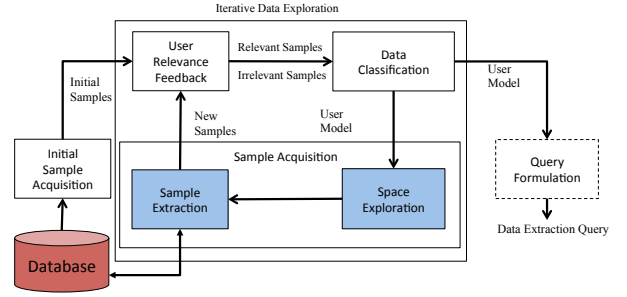 Iterative Data Exploration
User
Relevance
Feedback
Relevant Samples
Irrelevant Samples
Data
Classification
User
Model
Initial
Samples
New
Samples
User
Model
Sample Acquisition
Initial
Sample
Acquisition
Sample
Extraction
Space
Exploration
Query
Formulation
Data Extraction Query
Database